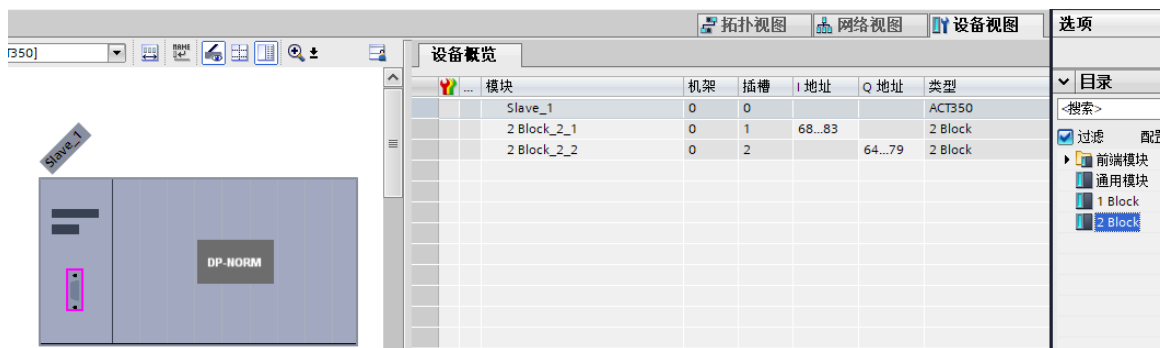 拓扑视图 网络视图 设备视图 选项
T350]
设备概览
... 模块 机架 插槽 I 地址 Q 地址 类型
Slave_1 0 0 ACT350
2 Block_2_1 0 1 68...83 2 Block
2 Block_2_2 0 2 64...79 2 Block
Slave_1
DP-NORM
目录
<搜索>
过滤 配置
前端模块
通用模块
1 Block
2 Block